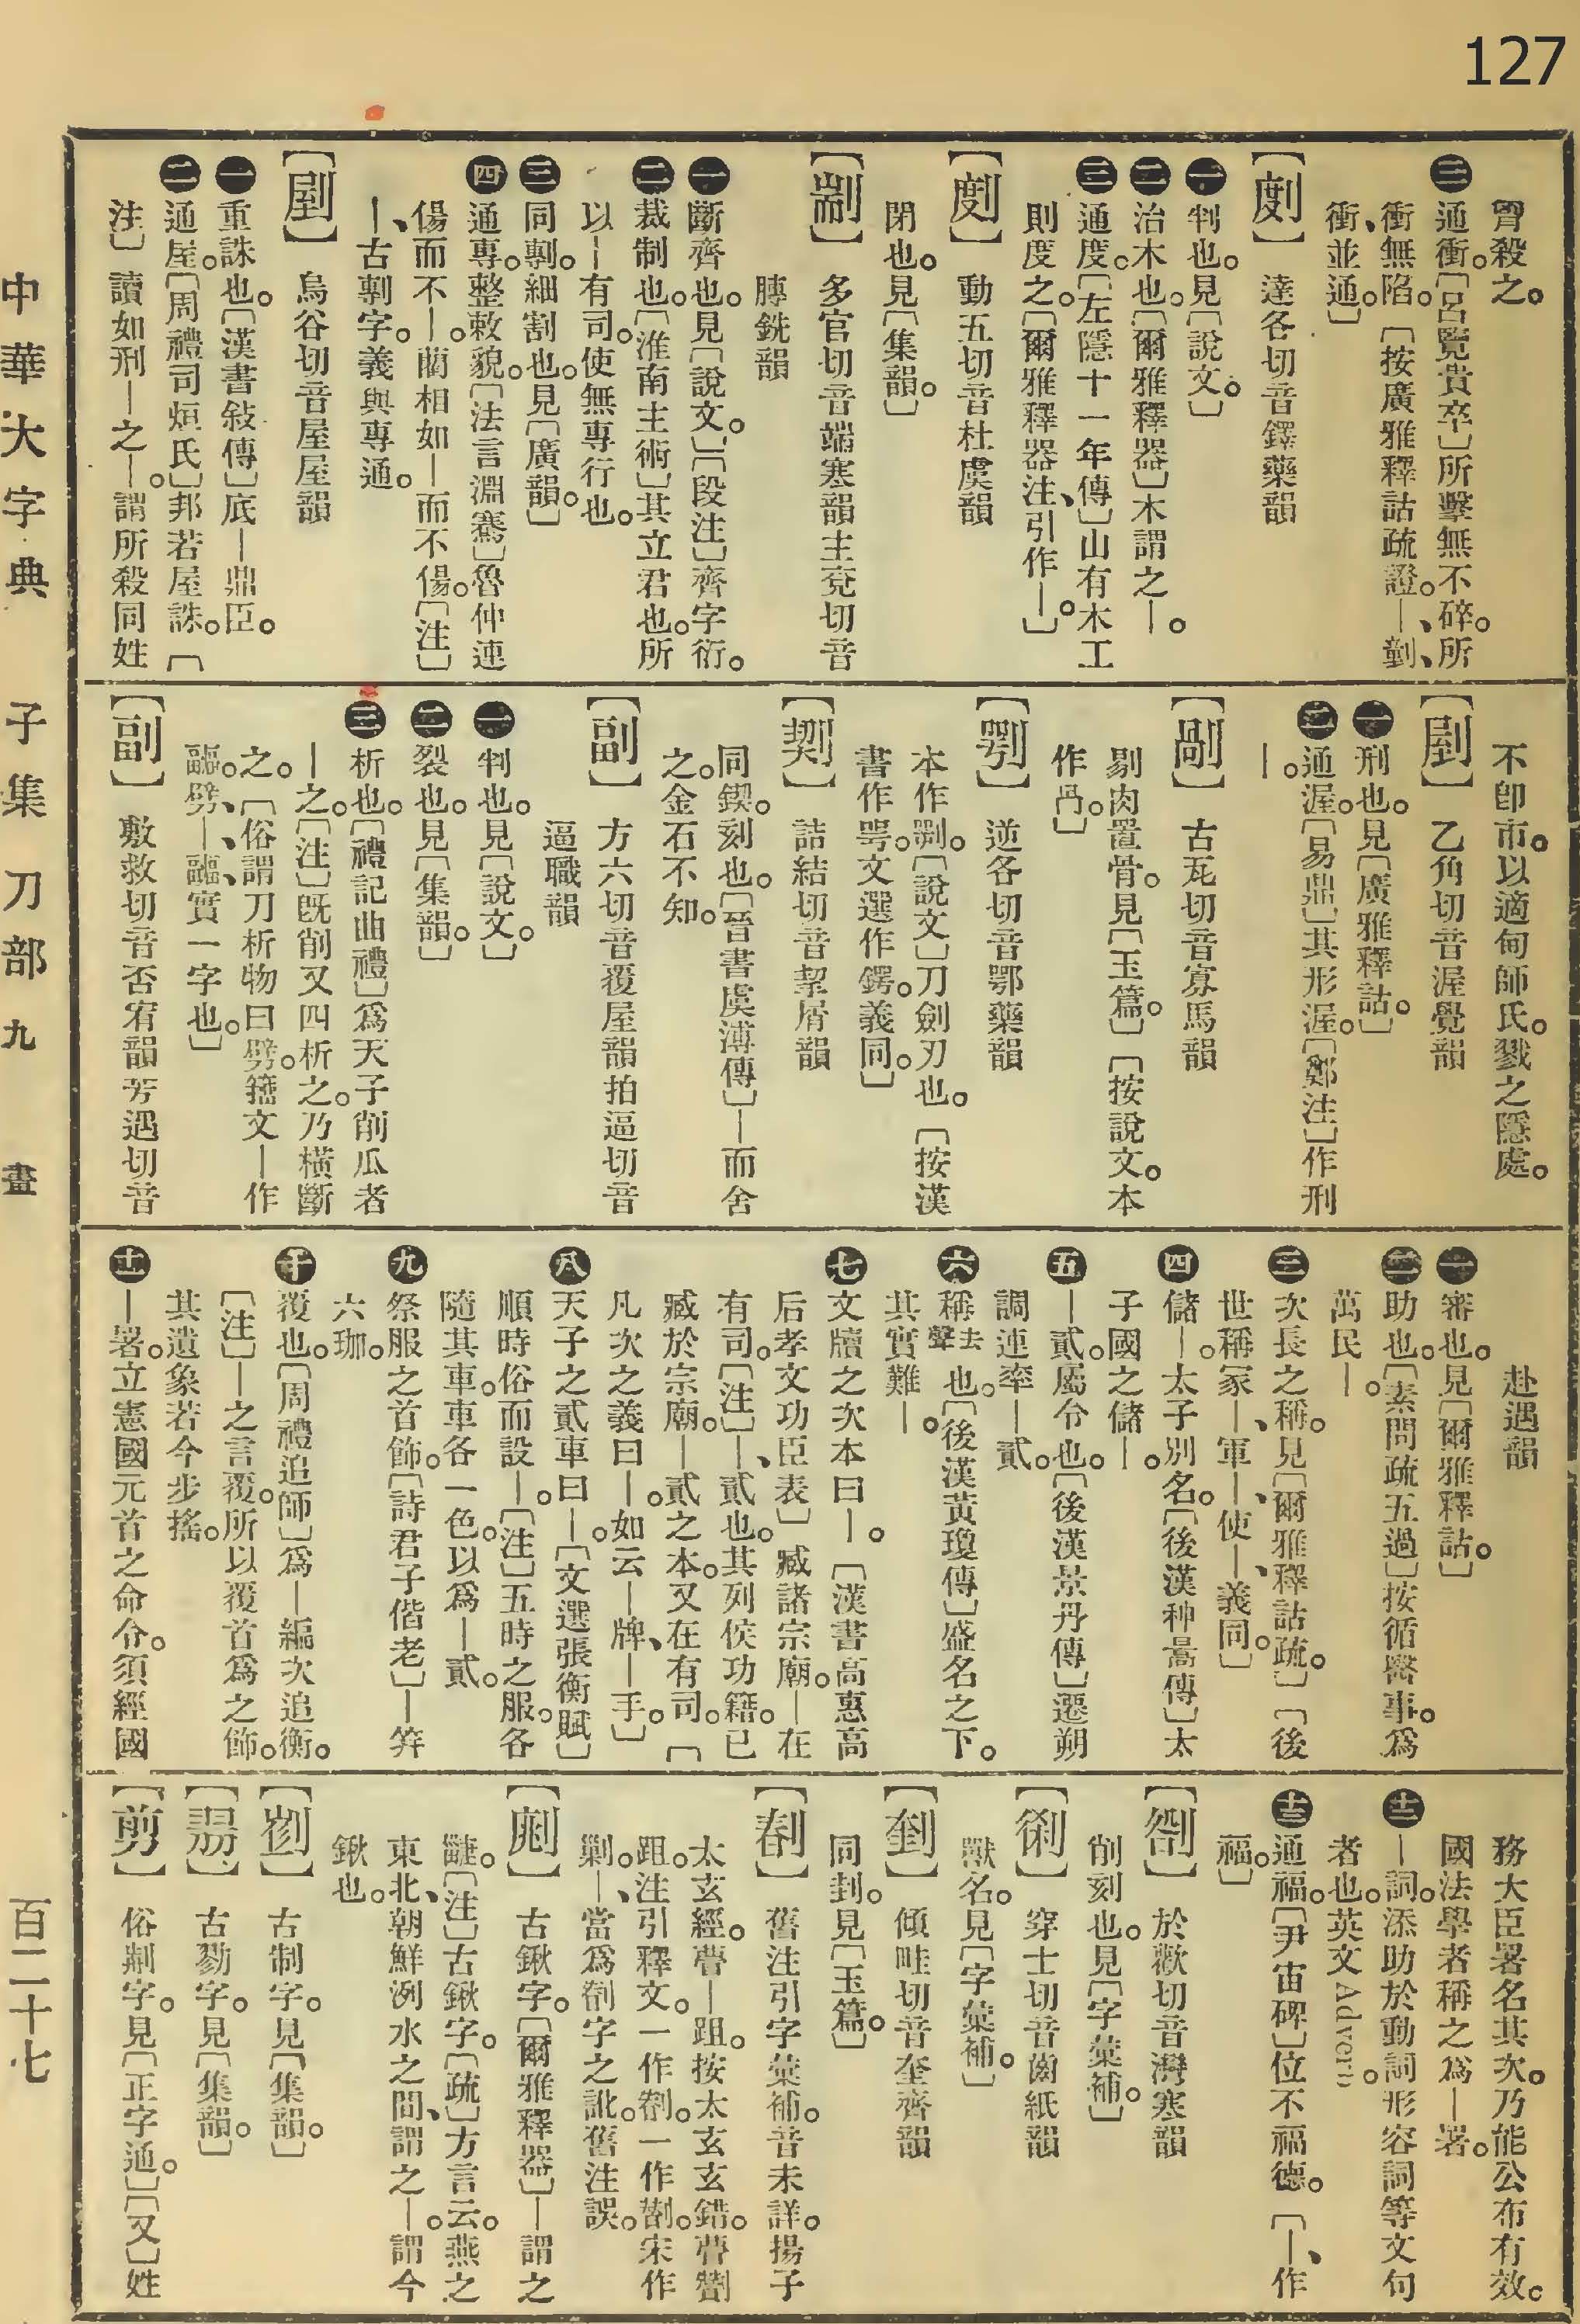 127
胷殺之。
㊂通衝。〔呂覽貴卒〕所擊無不碎。所
衝無陷。〔按廣雅釋詁疏證。—、剷、
衝、並通。〕
【剫】達各切音鐸藥韻
㊀判也。見〔說文。〕
㊁治木也。〔爾雅釋器〕木謂之—。
㊂通度。〔左隱十一年傳〕山有木。工
則度之。〔爾雅釋器注、引作—。〕
【剫】動五切音杜虞韻
閉也。見〔集韻。〕
【剬】多官切音端寒韻主兗切音
膞銑韻
㊀斷齊也。見〔說文。〕〔段注〕齊字衍。
㊁裁制也。〔淮南主術〕其立君也。所
以—有司。使無專行也。
㊂同剸。細割也。見〔廣韻。〕
㊃通專。整敕貌。〔法言淵騫〕魯仲連
傷而不—。藺相如—而不傷。〔注〕
—、古剸字。義與專通。
【剭】烏谷切音屋屋韻
㊀重誅也。〔漢書敍傳〕底—鼎臣。
㊁通屋。〔周禮司烜氏〕邦若屋誅。〔
注〕讀如刑—之—。謂所殺同姓
不卽市。以適甸師氏。戮之隱處。
【剭】乙角切音渥覺韻
㊀刑也。見〔廣雅釋詁。〕
㊁通渥。〔易鼎〕其形渥。〔鄭注〕作刑
—。
【剮】古瓦切音寡馬韻
剔肉置骨。見〔玉篇。〕〔按說文。本
作冎。〕
【剠】逆各切音鄂藥韻
本作㓵。〔說文〕刀劍刃也。〔按漢
書作咢。文選作鍔。義同。〕
【㓶】詰結切音挈屑韻
同鍥。刻也。〔晉書虞溥傳〕—而舍
之。金石不知。
【副】方六切音覆屋韻拍逼切音
逼職韻
㊀判也。見〔說文。〕
㊁裂也。見〔集韻。〕
㊂析也。〔禮記曲禮〕爲天子削瓜者
—之。〔注〕旣削又四析之。乃橫斷
之。〔俗謂刀析物曰劈。籒文—作
疈。劈、—、疈、實一字也。〕
【副】敷救切音否宥韻芳遇切音
赴遇韻
㊀審也。見〔爾雅釋詁。〕
㊁助也。〔素問疏五過〕按循醫事。爲
萬民—。
㊂次長之稱。見〔爾雅釋詁疏。〕〔後
世稱冢—、軍—、使—、義同。〕
㊃儲—。太子別名。〔後漢种暠傳〕太
子國之儲—。
㊄—貳。屬令也。〔後漢景丹傳〕遷朔
調連率—貳。
㊅稱去聲也。〔後漢黃瓊傳〕盛名之下。
其實難—。
㊆文牘之次本曰—。〔漢書高惠高
后孝文功臣表〕臧諸宗廟。—在
有司。〔注〕—、貳也。其列侯功籍。已
臧於宗廟。—貳之本。又在有司。〔
凡次之義曰—。如云—牌、—手。〕
㊇天子之貳車曰—。〔文選張衡賦〕
順時俗而設—。〔注〕五時之服。各
隨其車。車各一色。以爲—貳。
㊈祭服之首飾。〔詩君子偕老〕—笄
六珈。
㊉覆也。〔周禮追師〕爲—編次追衡。
〔注〕—之言覆。所以覆首爲之飾。
其遺象若今步搖。
⑪—署。立憲國元首之命令。須經國
務大臣署名其次。乃能公布有效。
國法學者稱之爲—署。
⑫—詞。添助於動詞形容詞等文句
者也。英文Adverb。
⑬通福。〔尹宙碑〕位不福德。〔—、作
福。〕
於歡切音灣寒韻
削刻也。見〔字彙補。〕
穿士切音齒紙韻
獸名。見〔字彙補。〕
【刲】傾畦切音奎齊韻
同刲。見〔玉篇。〕
舊注引字彙補。音未詳。揚子
太玄經。瞢—跙。按太玄玄錯。瞢
跙。注引釋文。一作。一作。宋作
剿。—、當爲字之訛。舊注誤。
古鍬字。〔爾雅釋器〕—謂之
疀。〔注〕古鍬字。〔疏〕方言云。燕之
東北、朝鮮洌水之間、謂之—。謂今
鍬也。
古制字。見〔集韻。〕
古勠字。見〔集韻。〕
【剪】俗翦字。見〔正字通。〕〔又〕姓
中華大字典　子集　刀部　九畫　百二十七